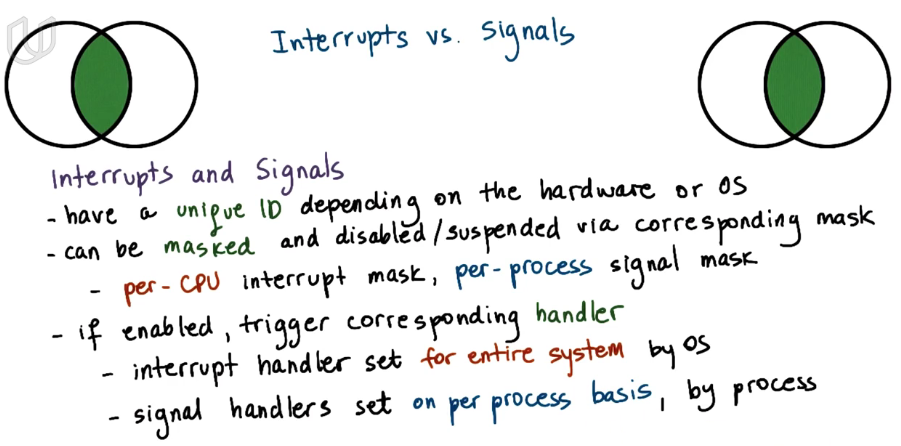 Interrupts vs. Signals
Interrupts and Signals
- have a unique ID depending on the hardware or OS
- can be masked and disabled/suspended via corresponding mask
- per-CPU interrupt mask, per-process signal mask
- if enabled, trigger corresponding handler
- interrupt handler set for entire system by OS
- signal handlers set on per process basis, by process